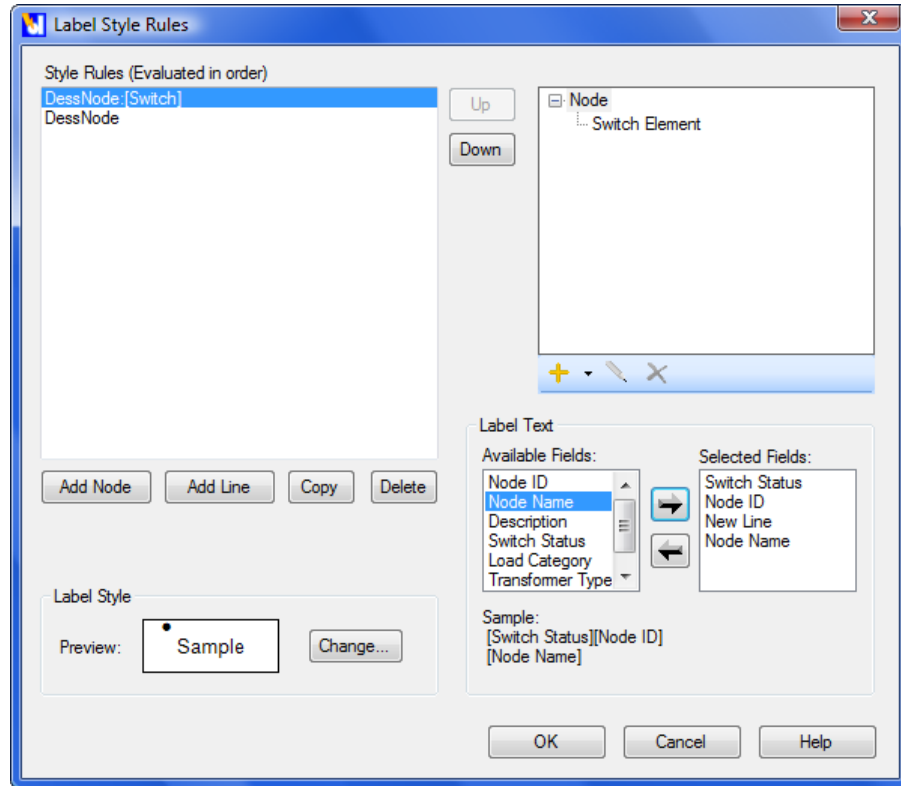 Label Style Rules
Style Rules (Evaluated in order)
DessNode:[Switch]
DessNode
Up
Down
Node
Switch Element
Add Node
Add Line
Copy
Delete
Label Text
Available Fields:
Node ID
Node Name
Description
Switch Status
Load Category
Transformer Type
Selected Fields:
Switch Status
Node ID
New Line
Node Name
Sample:
[Switch Status][Node ID]
[Node Name]
Label Style
Preview:
Sample
Change...
OK
Cancel
Help